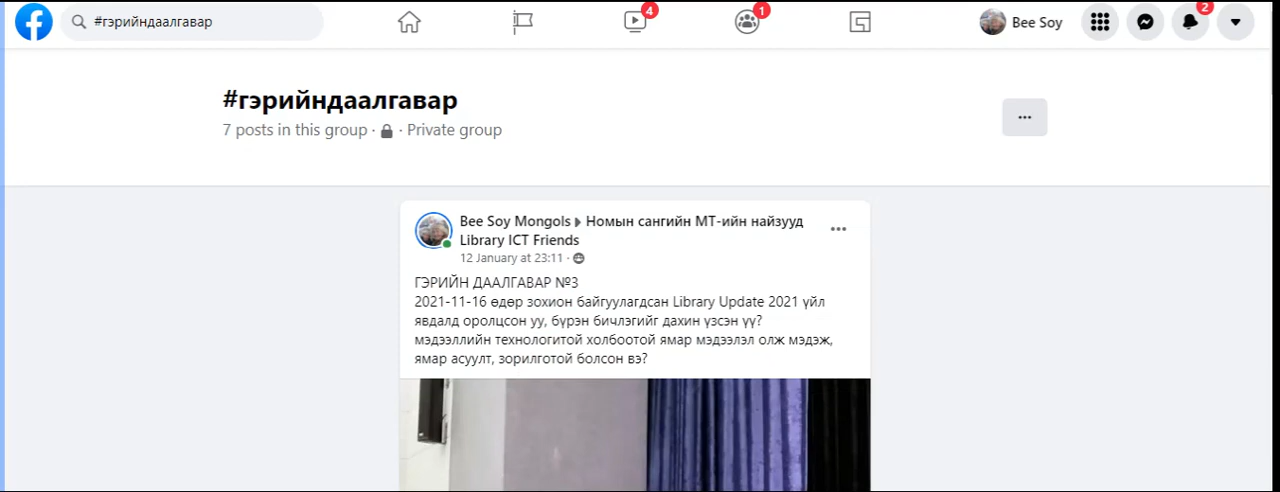 #гэрийндаалгавар
4
1
Bee Soy
2
#гэрийндаалгавар
7 posts in this group · Private group
Bee Soy Mongols Номын сангийн МТ-ийн найзууд
Library ICT Friends
12 January at 23:11 ·
ГЭРИЙН ДААЛГАВАР №3
2021-11-16 өдөр зохион байгуулагдсан Library Update 2021 үйл
явдалд оролцсон уу, бүрэн бичлэгийг дахин үзсэн үү?
мэдээллийн технологитой холбоотой ямар мэдээлэл олж мэдэж,
ямар асуулт, зорилготой болсон вэ?